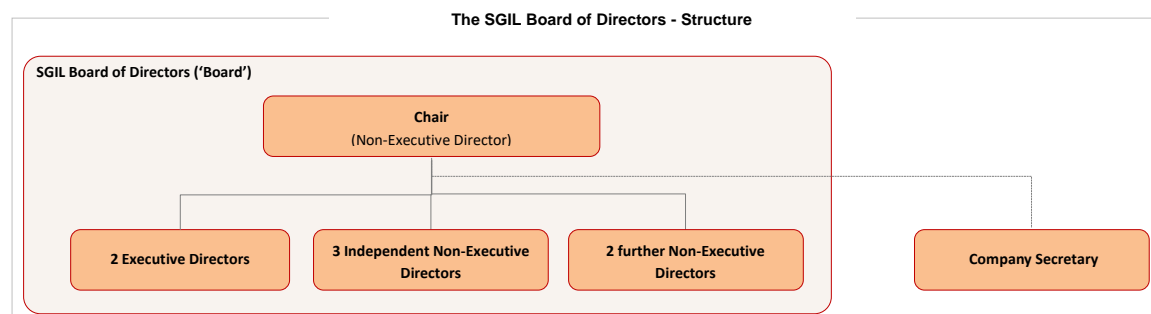 The SGIL Board of Directors - Structure
SGIL Board of Directors (‘Board’)
Chair
(Non-Executive Director)
2 Executive Directors
3 Independent Non-Executive
Directors
2 further Non-Executive
Directors
Company Secretary